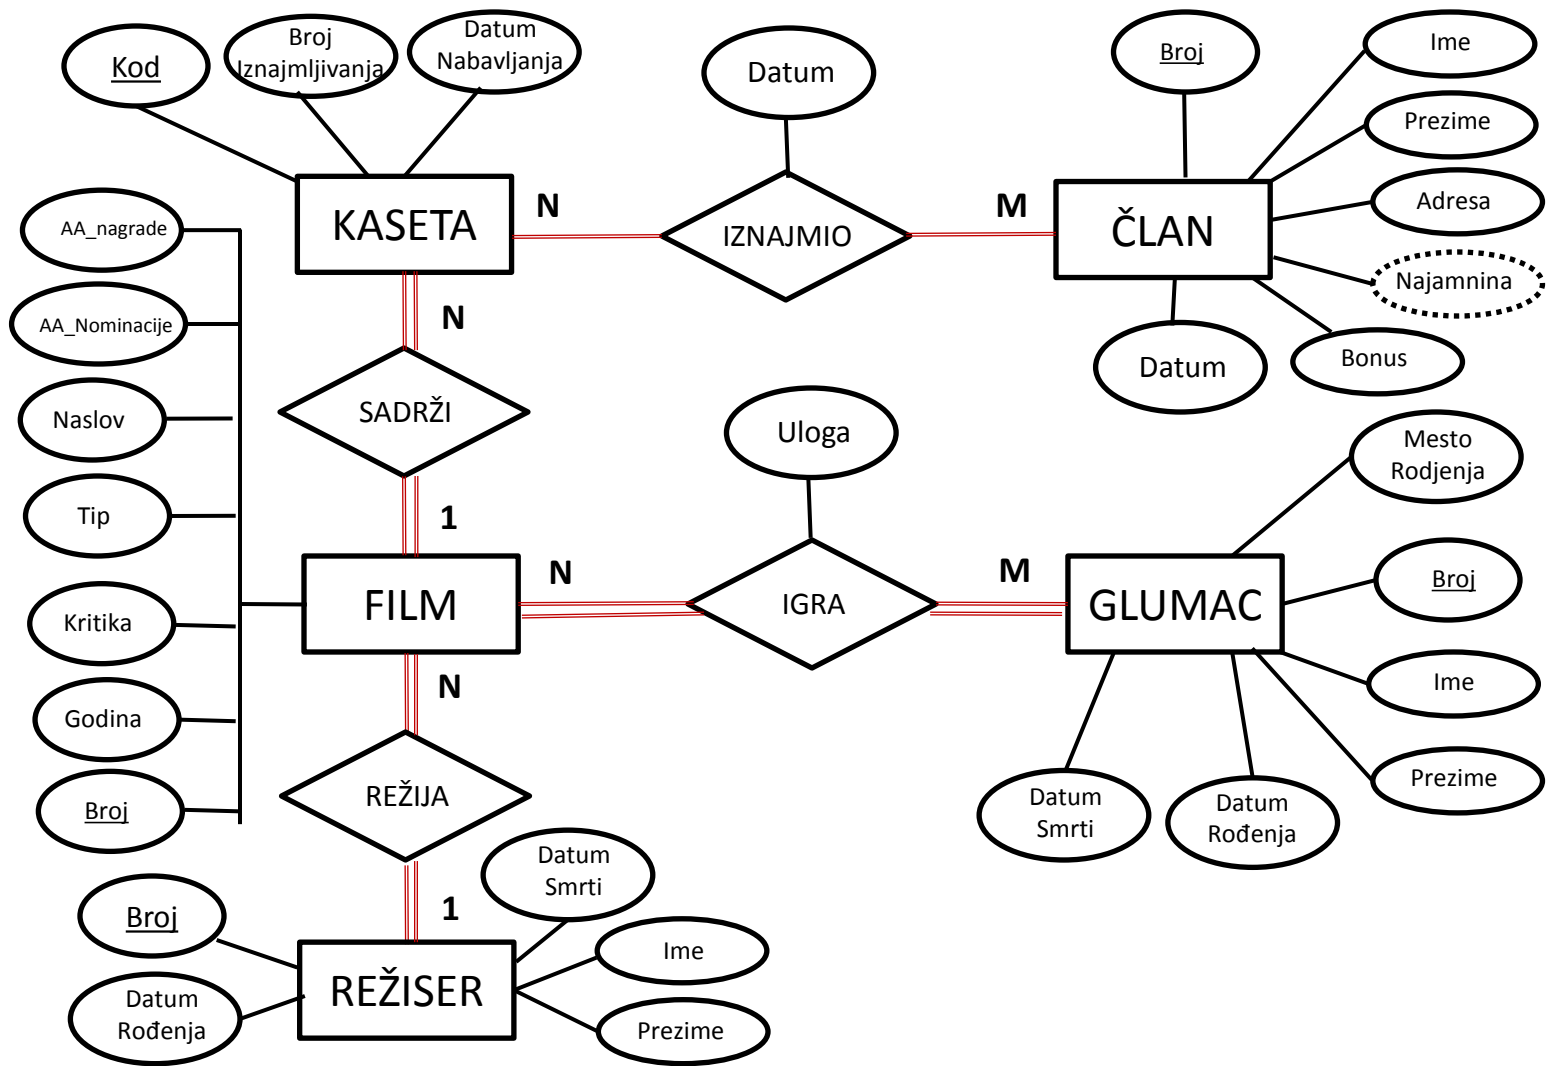 Kod
Broj
Iznajmljivanja
Datum
Nabavljanja
Datum
Broj
Ime
Prezime
Adresa
Najamnina
Bonus
Datum
KASETA
N
IZNAJMIO
M
ČLAN
AA_nagrade
AA_Nominacije
Naslov
Tip
Kritika
Godina
Broj
N
SADRŽI
1
Uloga
FILM
N
IGRA
M
GLUMAC
Mesto
Rodjenja
Broj
Ime
Prezime
Datum
Rođenja
Datum
Smrti
N
REŽIJA
1
Broj
Datum
Rođenja
REŽISER
Datum
Smrti
Ime
Prezime